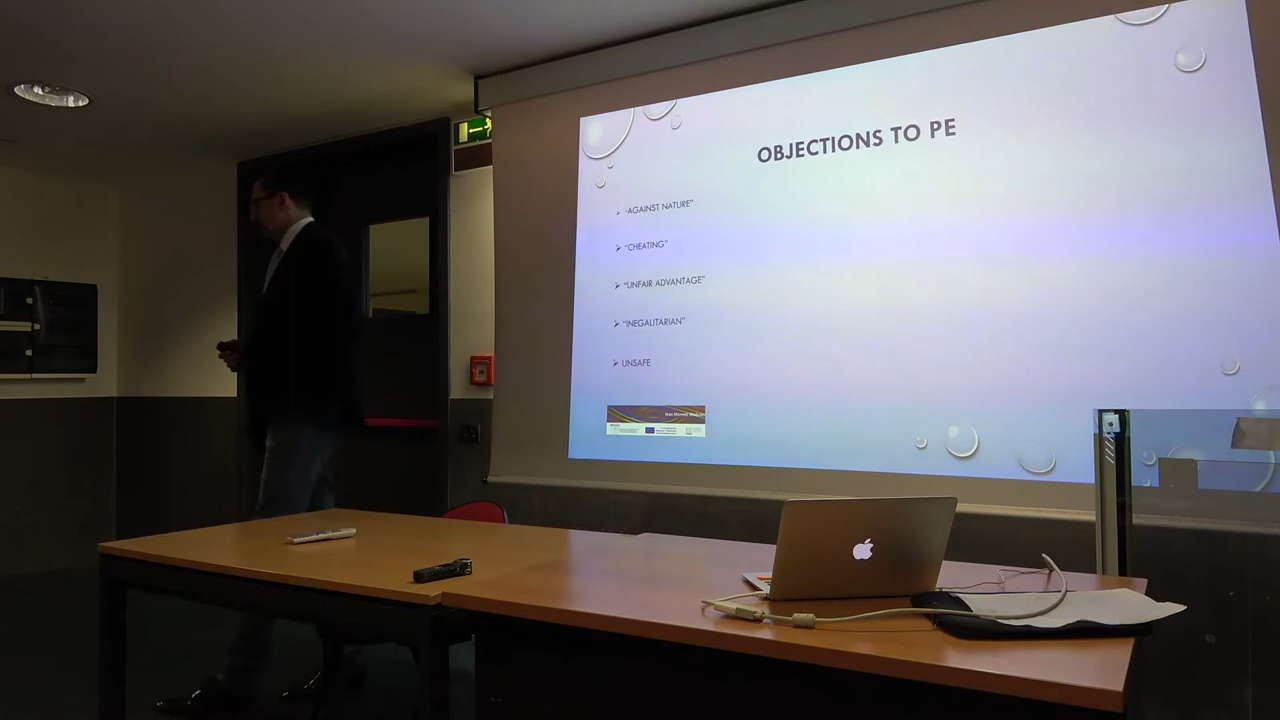 OBJECTIONS TO PE
"AGAINST NATURE"
"CHEATING"
"UNFAIR ADVANTAGE"
"INEGALITARIAN"
UNSAFE